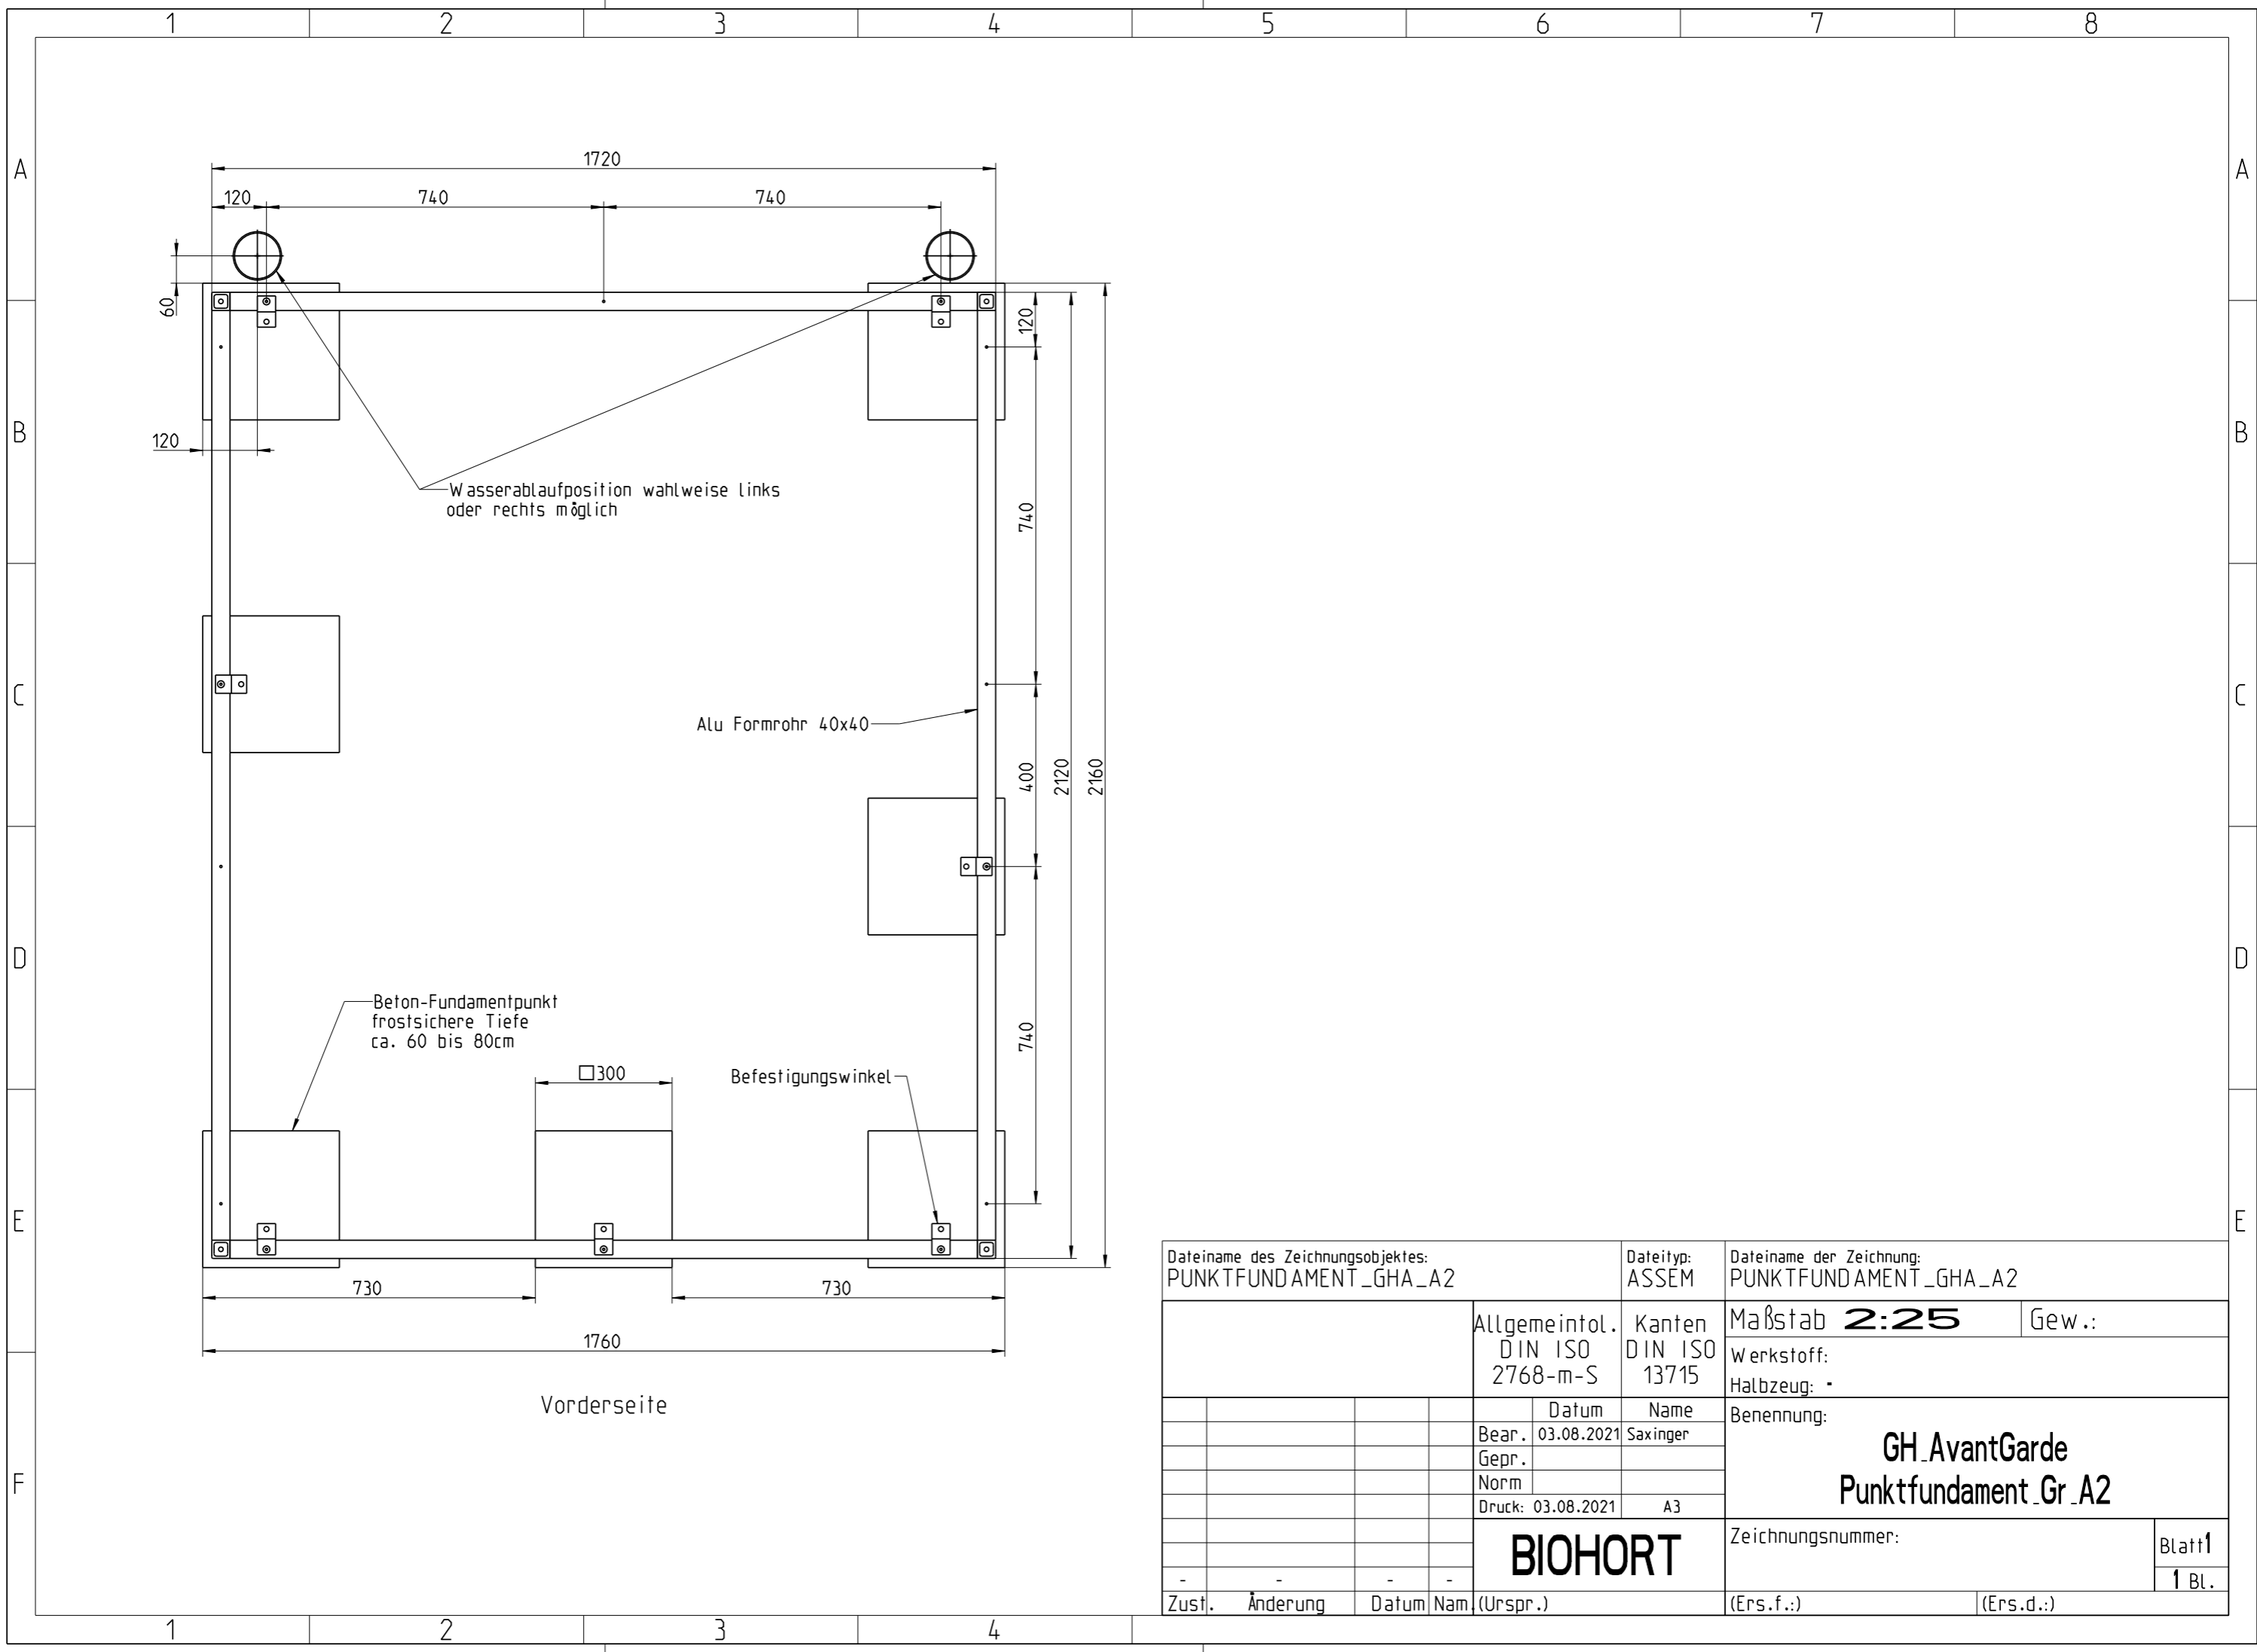 1 2 3 4 5 6 7 8
A A
1720
120 740 740
60
120
B B
120
Wasserablaufposition wahlweise links
oder rechts möglich
740
C C
Alu Formrohr 40x40
400
2120
2160
D D
Beton-Fundamentpunkt
frostsichere Tiefe
ca. 60 bis 80cm
740
□300
Befestigungswinkel
E E
730 730
1760
Vorderseite
F
Dateiname des Zeichnungsobjektes:
PUNKTFUNDAMENT_GHA_A2
Dateityp:
ASSEM
Dateiname der Zeichnung:
PUNKTFUNDAMENT_GHA_A2
Allgemeintol.
DIN ISO
2768-m-S
Kanten
DIN ISO
13715
Maßstab 2:25
Gew.:
Werkstoff:
Halbzeug: -
Datum Name
Bear. 03.08.2021 Saxinger
Gepr.
Norm
Druck: 03.08.2021 A3
Benennung:
GH_AvantGarde
Punktfundament_Gr_A2
BIOHORT
Zeichnungsnummer:
Blatt1
1 Bl.
- - - -
Zust. Änderung Datum Nam. (Urspr.) (Ers.f.:) (Ers.d.:)
1 2 3 4